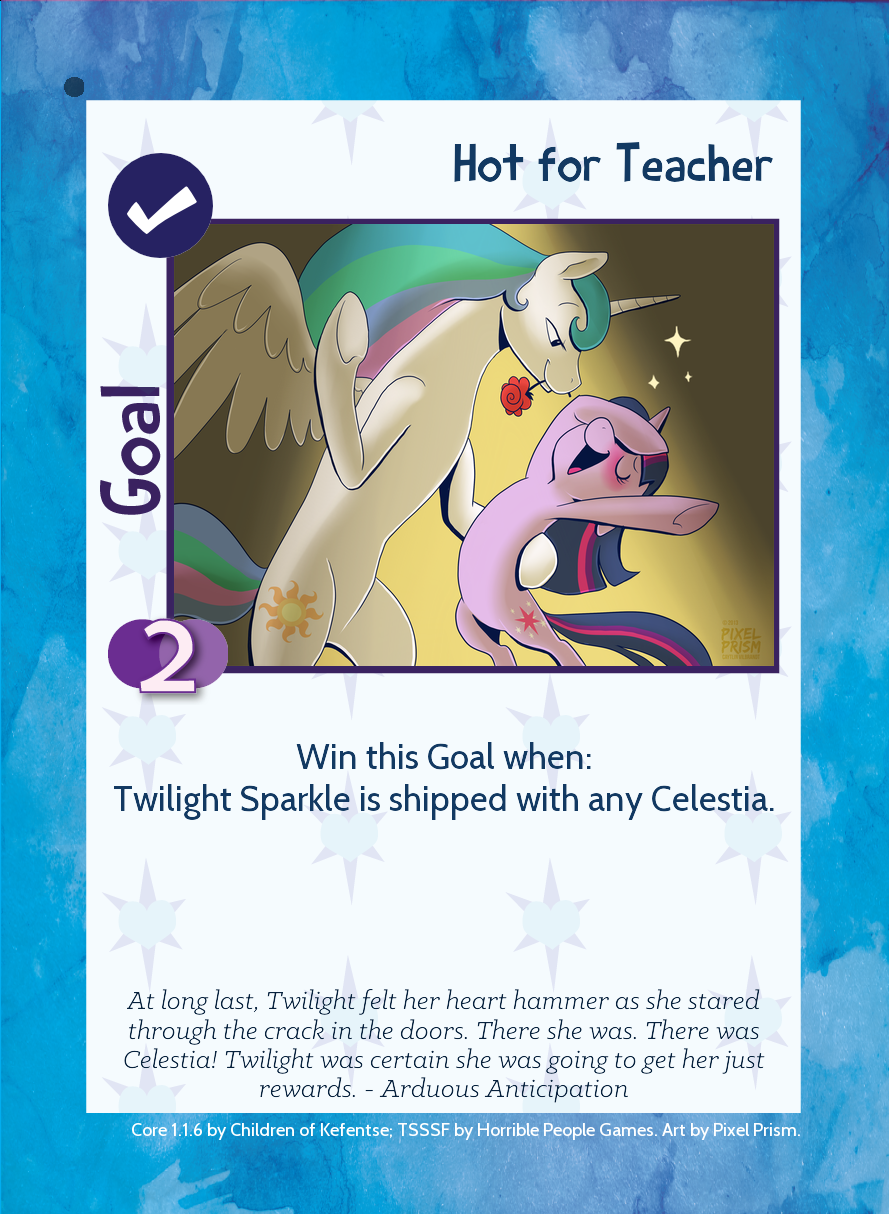 Hot for Teacher
Goal
PIXEL
PRISM
2
Win this Goal when:
Twilight Sparkle is shipped with any Celestia.
At long last, Twilight felt her heart hammer as she stared
through the crack in the doors. There she was. There was
Celestia! Twilight was certain she was going to get her just
rewards. - Arduous Anticipation
Core 1.1.6 by Children of Kefentse; TSSSF by Horrible People Games. Art by Pixel Prism.